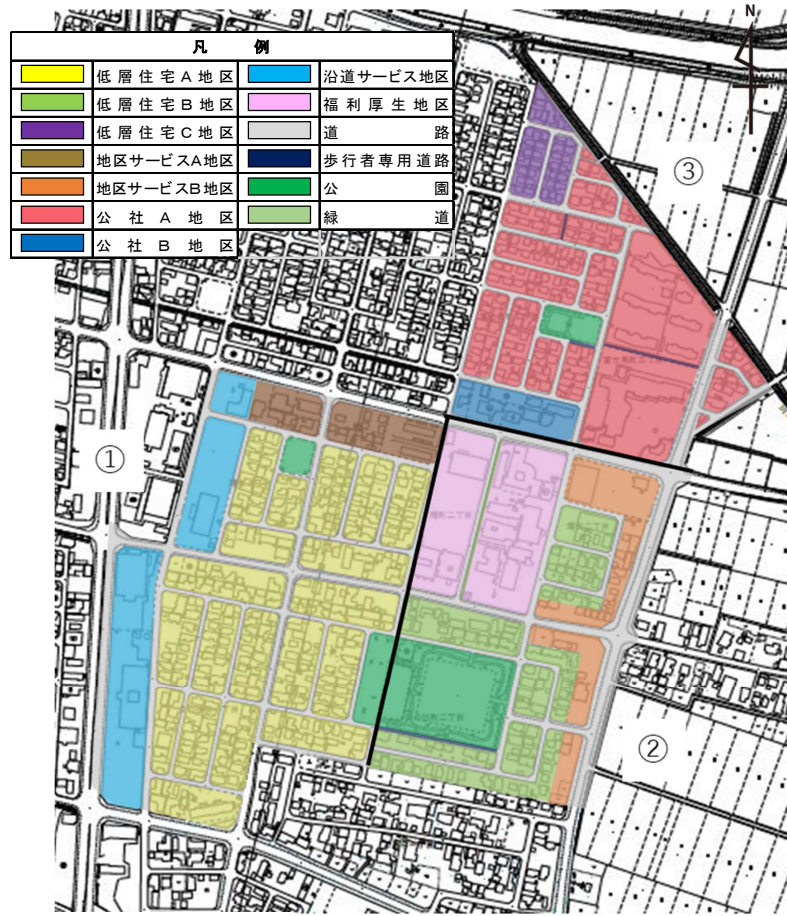 N
凡 例
低層住宅A地区 沿道サービス地区
低層住宅B地区 福利厚生地区
低層住宅C地区 道路
地区サービスA地区 歩行者専用道路
地区サービスB地区 公園
公社A地区 緑道
公社B地区
③
①
②